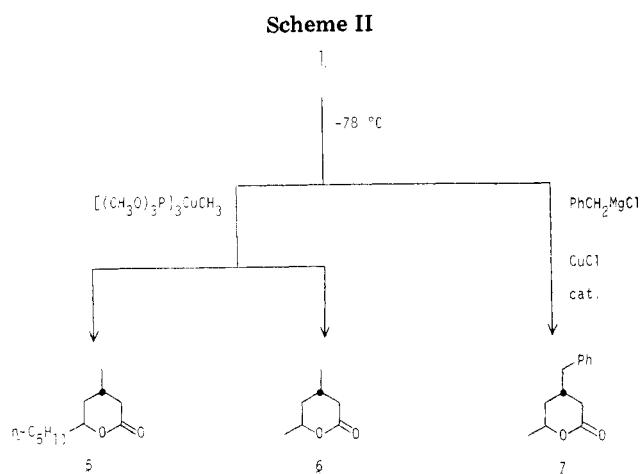 Scheme II
1
-78 °C
[(CH3O)3P]3CuCH3
PhCH2MgCl
CuCl
cat.
Ph
n-C5H11
O
O
O
O
O
O
5
6
7